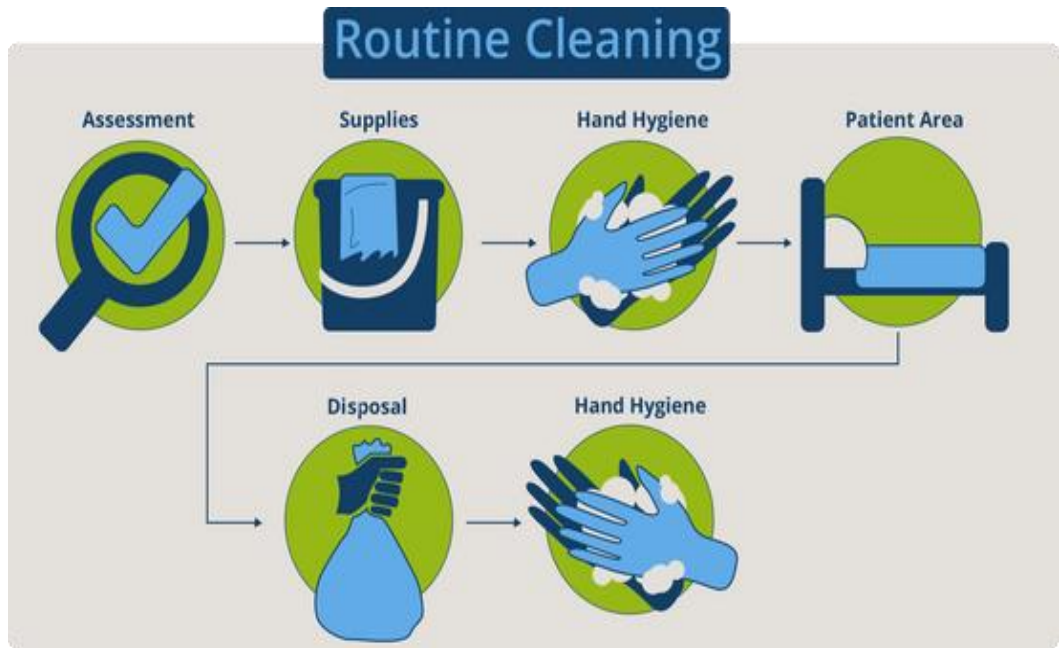 Routine Cleaning
Assessment
Supplies
Hand Hygiene
Patient Area
Disposal
Hand Hygiene